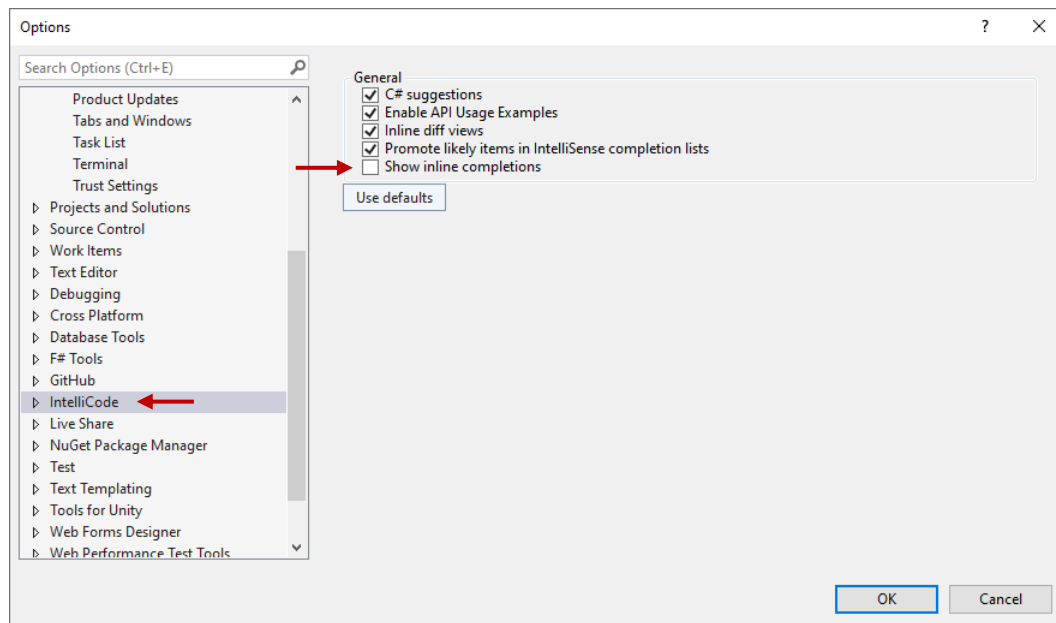 Options
?
Search Options (Ctrl+E)
Product Updates
Tabs and Windows
Task List
Terminal
Trust Settings
Projects and Solutions
Source Control
Work Items
Text Editor
Debugging
Cross Platform
Database Tools
F# Tools
GitHub
IntelliCode
Live Share
NuGet Package Manager
Test
Text Templating
Tools for Unity
Web Forms Designer
Web Performance Test Tools
General
C# suggestions
Enable API Usage Examples
Inline diff views
Promote likely items in IntelliSense completion lists
Show inline completions
Use defaults
OK
Cancel